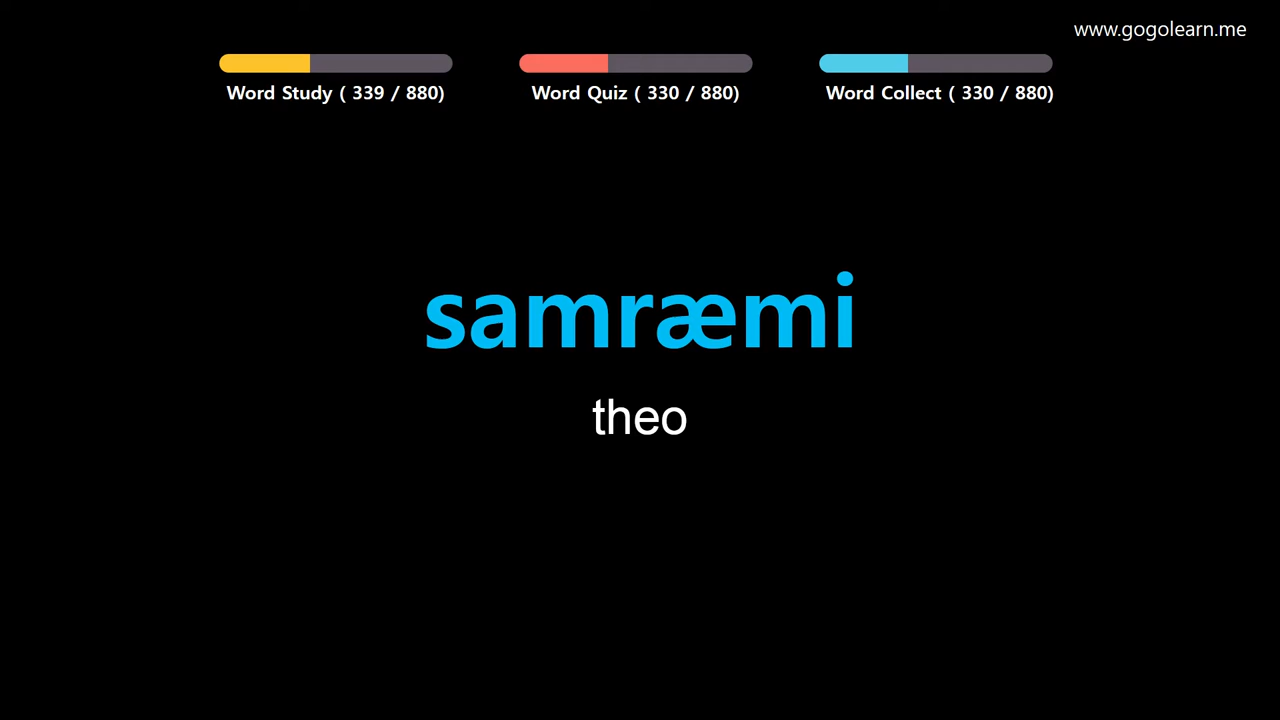 www.gogolearn.me
Word Study ( 339 / 880)
Word Quiz ( 330 / 880)
Word Collect ( 330 / 880)
samræmi
theo